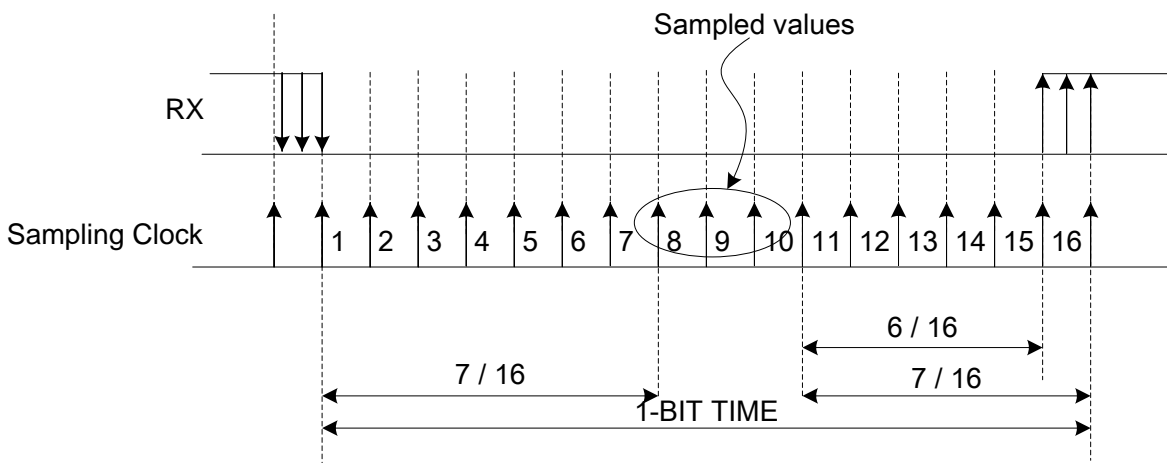 Sampled values
RX
Sampling Clock
1 2 3 4 5 6 7 8 9 10 11 12 13 14 15 16
6 / 16
7 / 16
7 / 16
1-BIT TIME